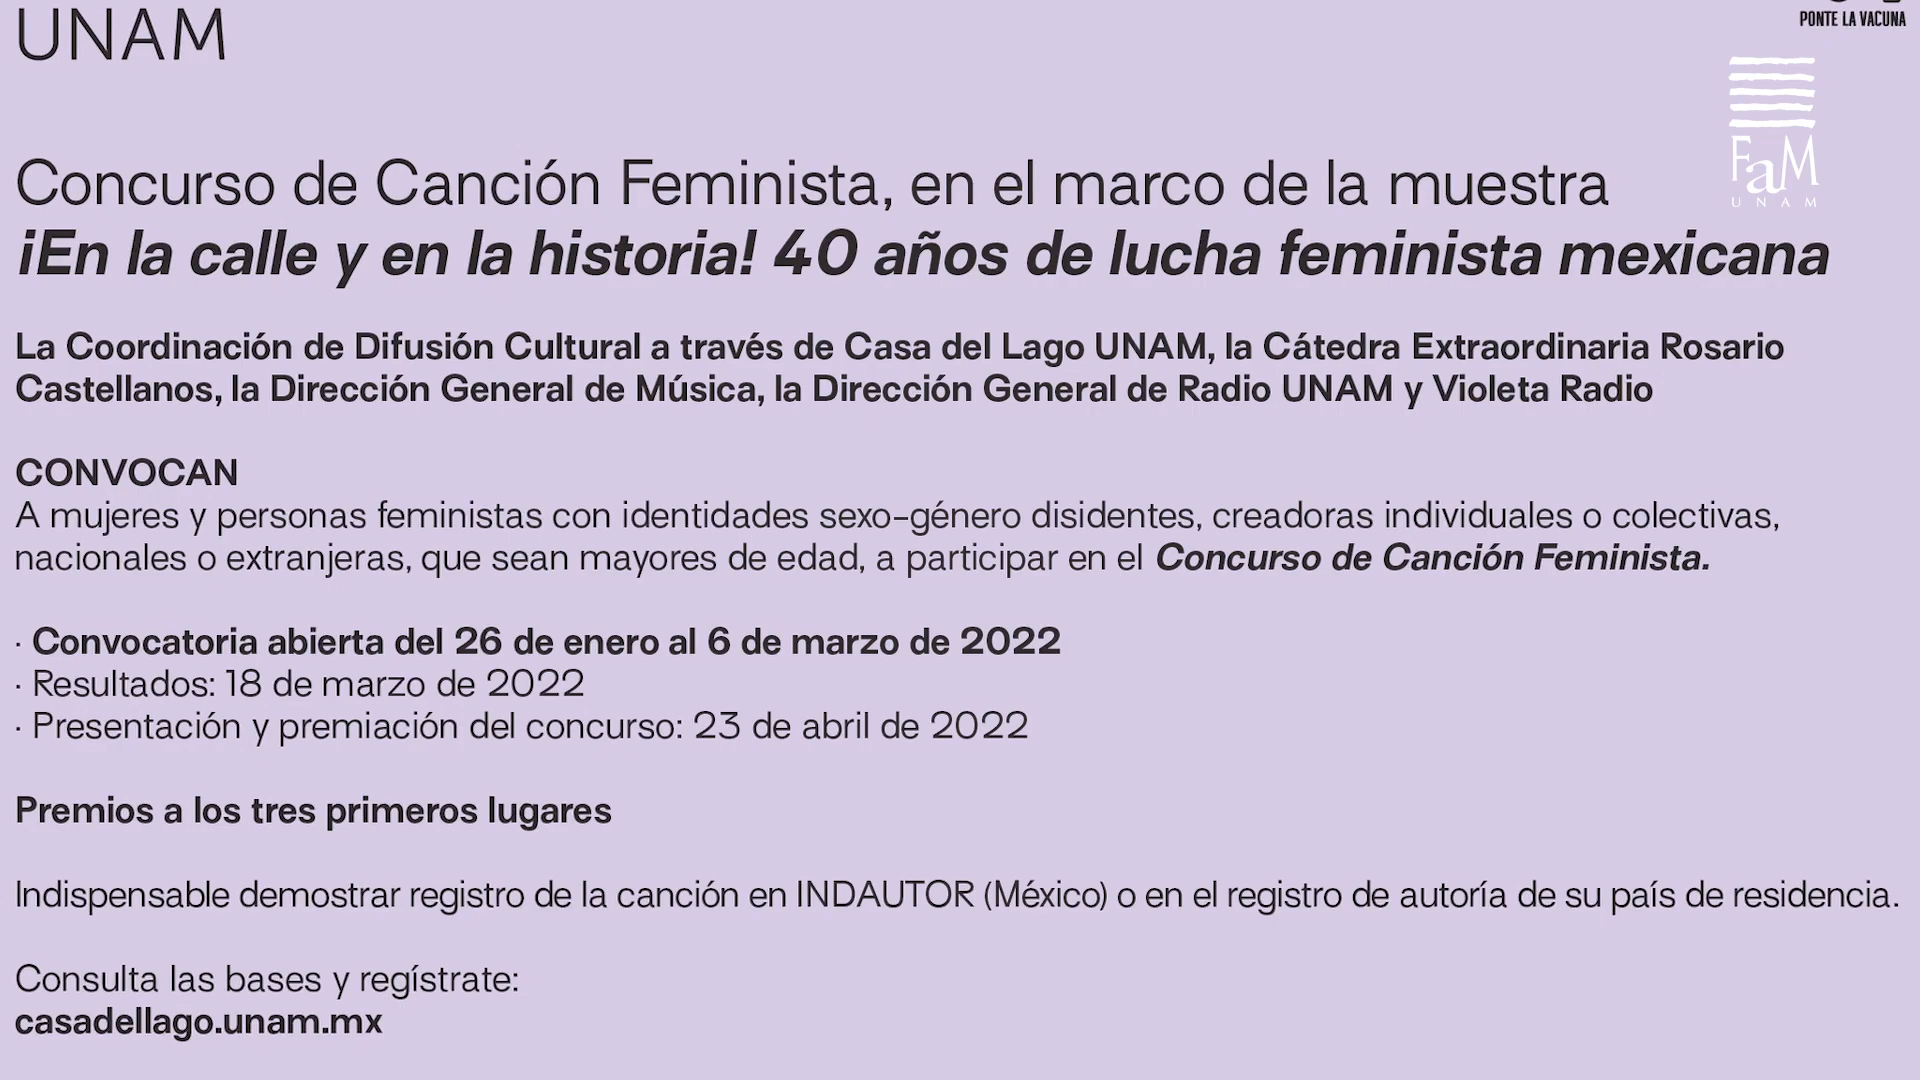 UNAM
PONTE LA VACUNA
FaM
UNAM
Concurso de Canción Feminista, en el marco de la muestra
¡En la calle y en la historia! 40 años de lucha feminista mexicana
La Coordinación de Difusión Cultural a través de Casa del Lago UNAM, la Cátedra Extraordinaria Rosario
Castellanos, la Dirección General de Música, la Dirección General de Radio UNAM y Violeta Radio
CONVOCAN
A mujeres y personas feministas con identidades sexo-género disidentes, creadoras individuales o colectivas,
nacionales o extranjeras, que sean mayores de edad, a participar en el Concurso de Canción Feminista.
· Convocatoria abierta del 26 de enero al 6 de marzo de 2022
· Resultados: 18 de marzo de 2022
· Presentación y premiación del concurso: 23 de abril de 2022
Premios a los tres primeros lugares
Indispensable demostrar registro de la canción en INDAUTOR (México) o en el registro de autoría de su país de residencia.
Consulta las bases y regístrate:
casadellago.unam.mx